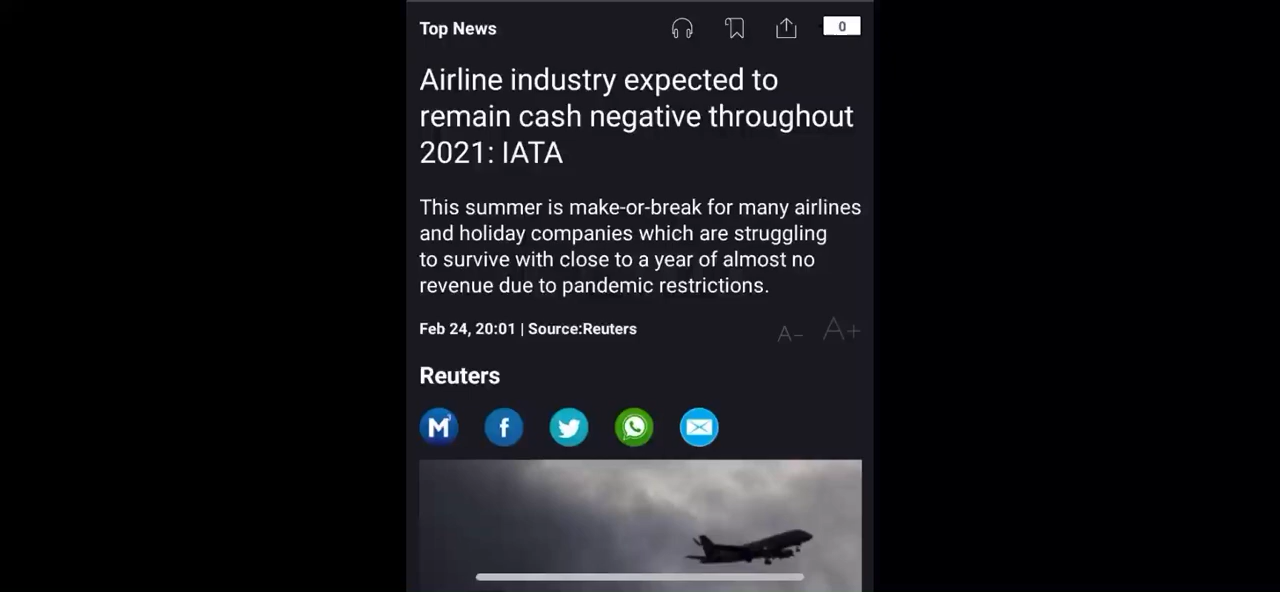 Top News
0
Airline industry expected to
remain cash negative throughout
2021: IATA
This summer is make-or-break for many airlines
and holiday companies which are struggling
to survive with close to a year of almost no
revenue due to pandemic restrictions.
Feb 24, 20:01 | Source:Reuters
A- A+
Reuters